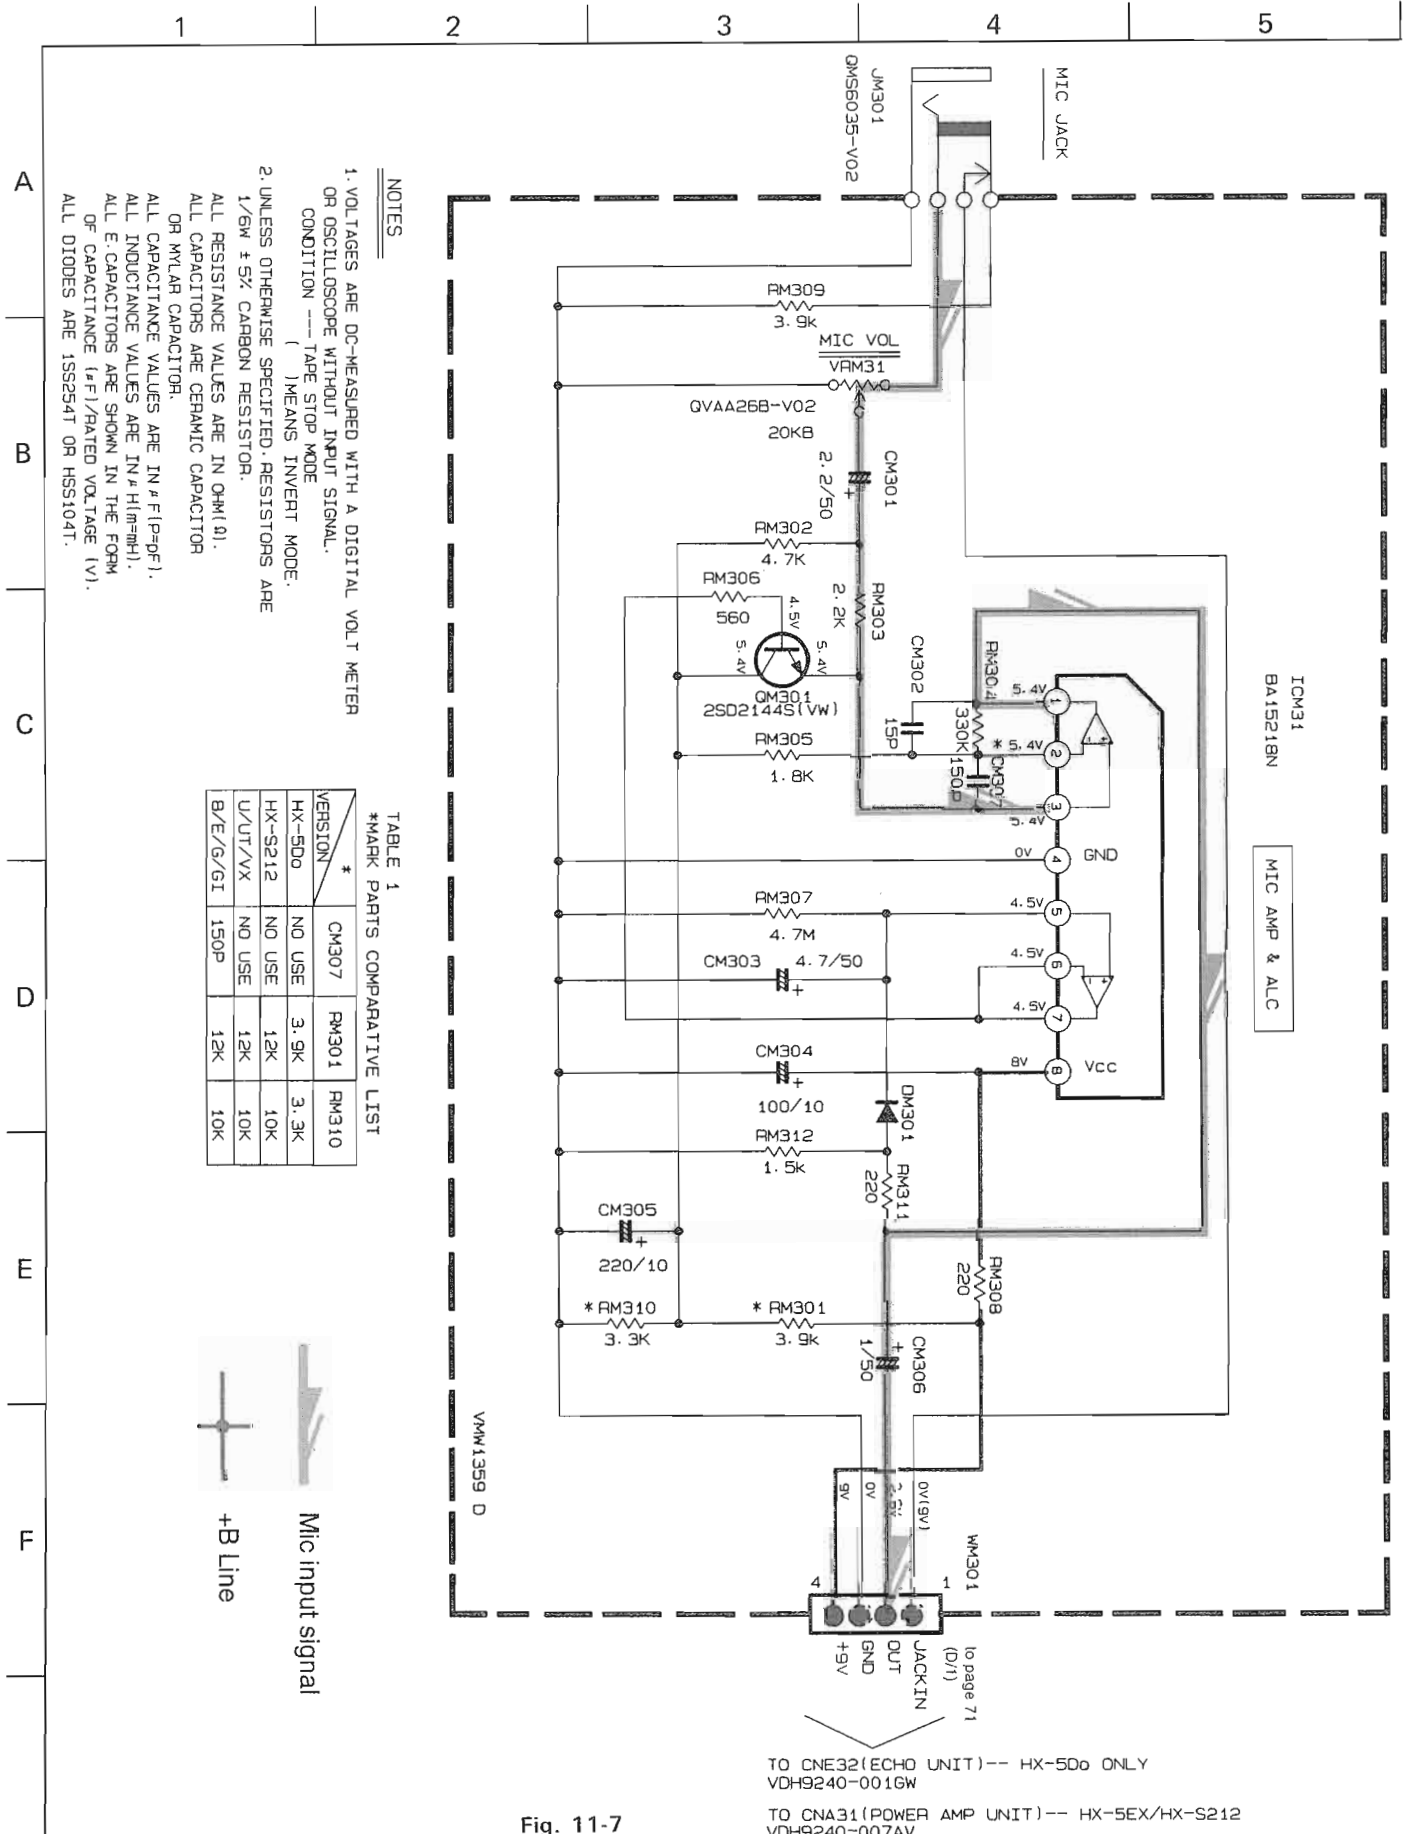 1 2 3 4 5
A
B
C
D
E
F
MIC JACK
JM301
QMS6035-V02
NOTES
1. VOLTAGES ARE DC-MEASURED WITH A DIGITAL VOLT METER
OR OSCILLOSCOPE WITHOUT INPUT SIGNAL.
CONDITION --- TAPE STOP MODE
( )MEANS INVERT MODE.
2. UNLESS OTHERWISE SPECIFIED. RESISTORS ARE
1/6W ±5% CARBON RESISTOR.
ALL RESISTANCE VALUES ARE IN OHM(Ω).
ALL CAPACITORS ARE CERAMIC CAPACITOR
OR MYLAR CAPACITOR.
ALL CAPACITANCE VALUES ARE IN μF(P=pF).
ALL INDUCTANCE VALUES ARE IN μH(m=mH).
ALL E. CAPACITORS ARE SHOWN IN THE FORM
OF CAPACITANCE (μF)/RATED VOLTAGE (V).
ALL DIODES ARE 1SS254T OR HSS104T.
RM309
3.9K
MIC VOL
VRM31
QVAA26B-V02
20KB
CM301
2.2/50
RM302
4.7K
RM306
560
4.5V
5.4V
5.4V
QM301
2SD2144S(VW)
RM303
2.2K
CM302
15P
RM304
330K
* CM307
150p
RM305
1.8K
5.4V
5.4V
5.4V
1
2
3
4
5
6
7
8
ICM31
BA15218N
MIC AMP & ALC
0V
GND
4.5V
4.5V
4.5V
8V
VCC
RM307
4.7M
CM303
4.7/50
CM304
100/10
DM301
RM312
1.5K
RM311
220
CM305
220/10
RM308
220
*RM310
3.3K
*RM301
3.9K
CM306
1/50
TABLE 1
*MARK PARTS COMPARATIVE LIST
VERSION * CM307 RM301 RM310
HX-5Do NO USE 3.9K 3.3K
HX-S212 NO USE 12K 10K
U/UT/VX NO USE 12K 10K
B/E/G/GI 150P 12K 10K
Mic input signal
+B Line
VMW1359 D
9V
0V
0V(9V)
WM301
4
1
+9V
GND
OUT
JACKIN
to page 71
(D/1)
TO CNE32(ECHO UNIT)-- HX-5Do ONLY
VDH9240-001GW
TO CNA31(POWER AMP UNIT)-- HX-5EX/HX-S212
VDH9240-007AV
Fig. 11-7